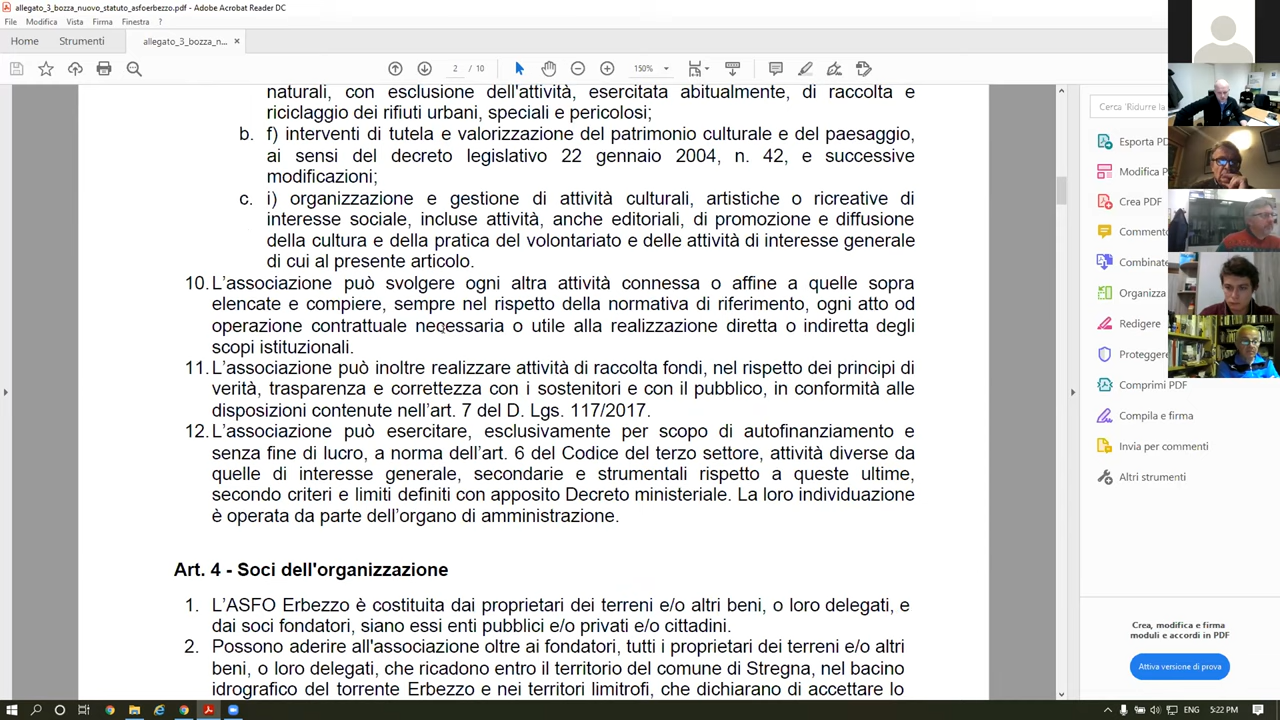 allegato_3_bozza_nuovo_statuto_asfoerbezzo.pdf - Adobe Acrobat Reader DC
File Modifica Vista Firma Finestra ?
Home Strumenti allegato_3_bozza_n... ×
2 / 10 150%
naturali, con esclusione dell'attività, esercitata abitualmente, di raccolta e
riciclaggio dei rifiuti urbani, speciali e pericolosi;
b. f) interventi di tutela e valorizzazione del patrimonio culturale e del paesaggio,
ai sensi del decreto legislativo 22 gennaio 2004, n. 42, e successive
modificazioni;
c. i) organizzazione e gestione di attività culturali, artistiche o ricreative di
interesse sociale, incluse attività, anche editoriali, di promozione e diffusione
della cultura e della pratica del volontariato e delle attività di interesse generale
di cui al presente articolo.
10. L'associazione può svolgere ogni altra attività connessa o affine a quelle sopra
elencate e compiere, sempre nel rispetto della normativa di riferimento, ogni atto od
operazione contrattuale necessaria o utile alla realizzazione diretta o indiretta degli
scopi istituzionali.
11. L'associazione può inoltre realizzare attività di raccolta fondi, nel rispetto dei principi di
verità, trasparenza e correttezza con i sostenitori e con il pubblico, in conformità alle
disposizioni contenute nell'art. 7 del D. Lgs. 117/2017.
12. L'associazione può esercitare, esclusivamente per scopo di autofinanziamento e
senza fine di lucro, a norma dell'art. 6 del Codice del terzo settore, attività diverse da
quelle di interesse generale, secondarie e strumentali rispetto a queste ultime,
secondo criteri e limiti definiti con apposito Decreto ministeriale. La loro individuazione
è operata da parte dell'organo di amministrazione.
Art. 4 - Soci dell'organizzazione
1. L'ASFO Erbezzo è costituita dai proprietari dei terreni e/o altri beni, o loro delegati, e
dai soci fondatori, siano essi enti pubblici e/o privati e/o cittadini.
2. Possono aderire all'associazione oltre ai fondatori, tutti i proprietari dei terreni e/o altri
beni, o loro delegati, che ricadono entro il territorio del comune di Stregna, nel bacino
idrografico del torrente Erbezzo e nei territori limitrofi, che dichiarano di accettare lo
Cerca 'Ridurre la
Esporta PD
Modifica P
Crea PDF
Commento
Combinate
Organizza
Redigere
Proteggere
Comprimi PDF
Compila e firma
Invia per commenti
Altri strumenti
Crea, modifica e firma
moduli e accordi in PDF
Attiva versione di prova
ENG 5:22 PM